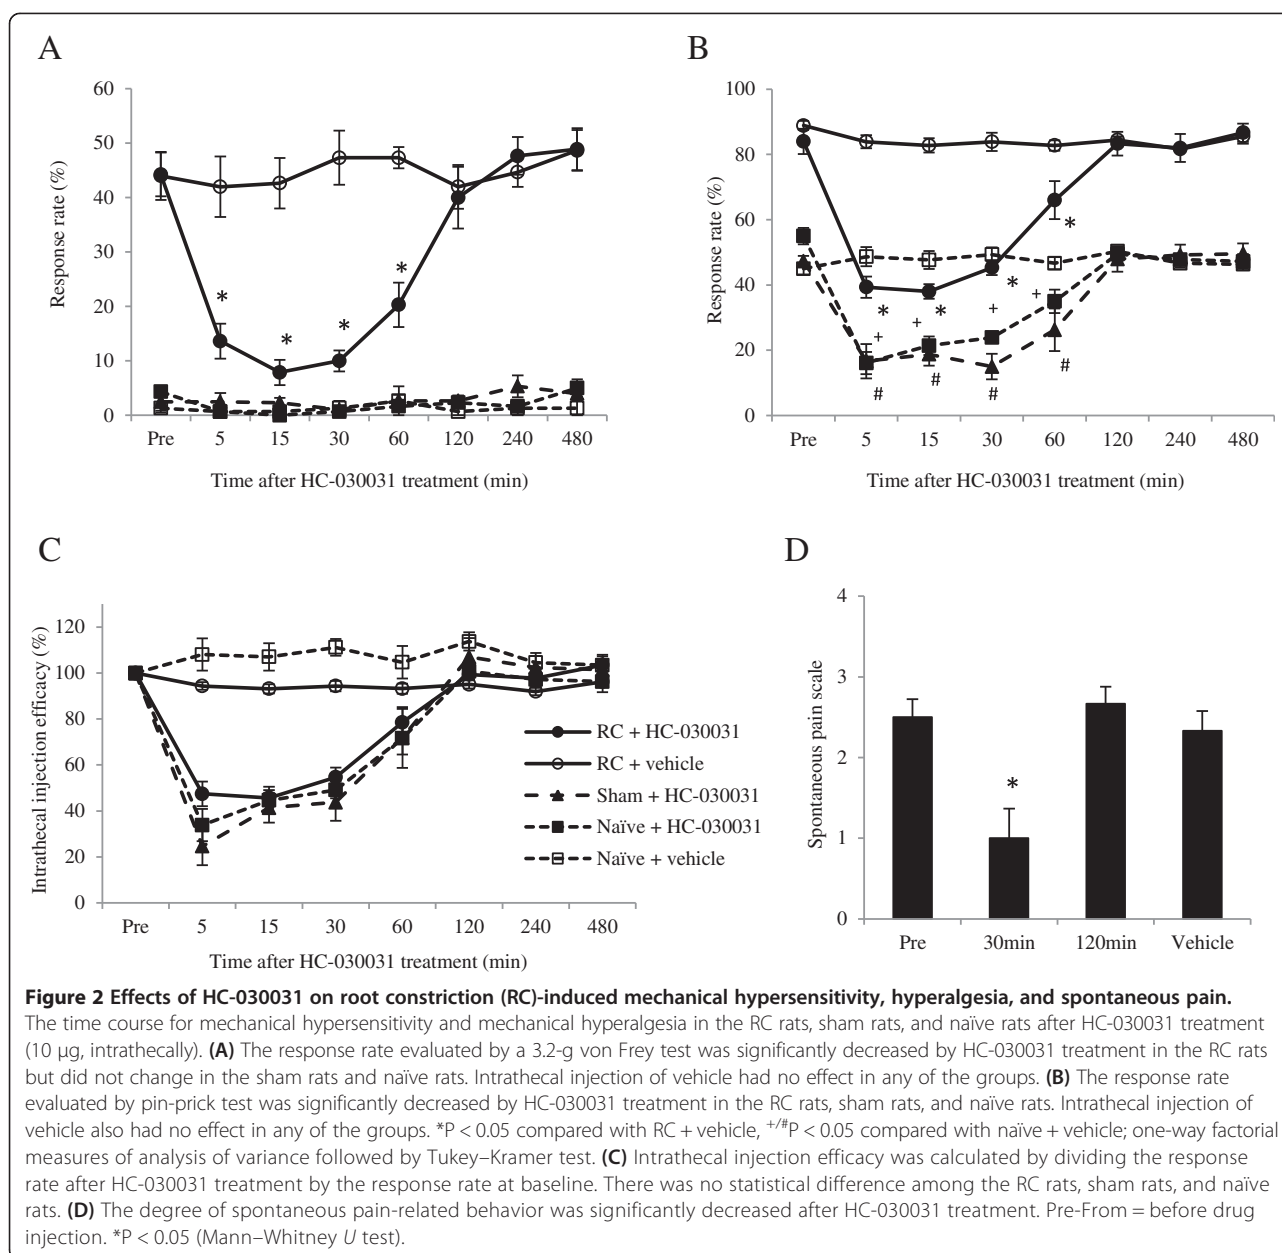 A
60
50
40
30
20
10
0
Response rate (%)
*
*
*
*
Pre 5 15 30 60 120 240 480
Time after HC-030031 treatment (min)
B
100
80
60
40
20
0
Response rate (%)
*
*
*
*
+
+
+
+
#
#
#
#
Pre 5 15 30 60 120 240 480
Time after HC-030031 treatment (min)
C
120
100
80
60
40
20
0
Intrathecal injection efficacy (%)
RC + HC-030031
RC + vehicle
Sham + HC-030031
Naïve + HC-030031
Naïve + vehicle
Pre 5 15 30 60 120 240 480
Time after HC-030031 treatment (min)
D
4
3
2
1
0
Spontaneous pain scale
*
Pre 30min 120min Vehicle
Figure 2 Effects of HC-030031 on root constriction (RC)-induced mechanical hypersensitivity, hyperalgesia, and spontaneous pain.
The time course for mechanical hypersensitivity and mechanical hyperalgesia in the RC rats, sham rats, and naïve rats after HC-030031 treatment
(10 μg, intrathecally). (A) The response rate evaluated by a 3.2-g von Frey test was significantly decreased by HC-030031 treatment in the RC rats
but did not change in the sham rats and naïve rats. Intrathecal injection of vehicle had no effect in any of the groups. (B) The response rate
evaluated by pin-prick test was significantly decreased by HC-030031 treatment in the RC rats, sham rats, and naïve rats. Intrathecal injection of
vehicle also had no effect in any of the groups. *P < 0.05 compared with RC + vehicle, +/#P < 0.05 compared with naïve + vehicle; one-way factorial
measures of analysis of variance followed by Tukey–Kramer test. (C) Intrathecal injection efficacy was calculated by dividing the response
rate after HC-030031 treatment by the response rate at baseline. There was no statistical difference among the RC rats, sham rats, and naïve
rats. (D) The degree of spontaneous pain-related behavior was significantly decreased after HC-030031 treatment. Pre-From = before drug
injection. *P < 0.05 (Mann–Whitney U test).